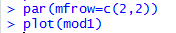 > par(mfrow=c(2,2))
> plot(mod1)